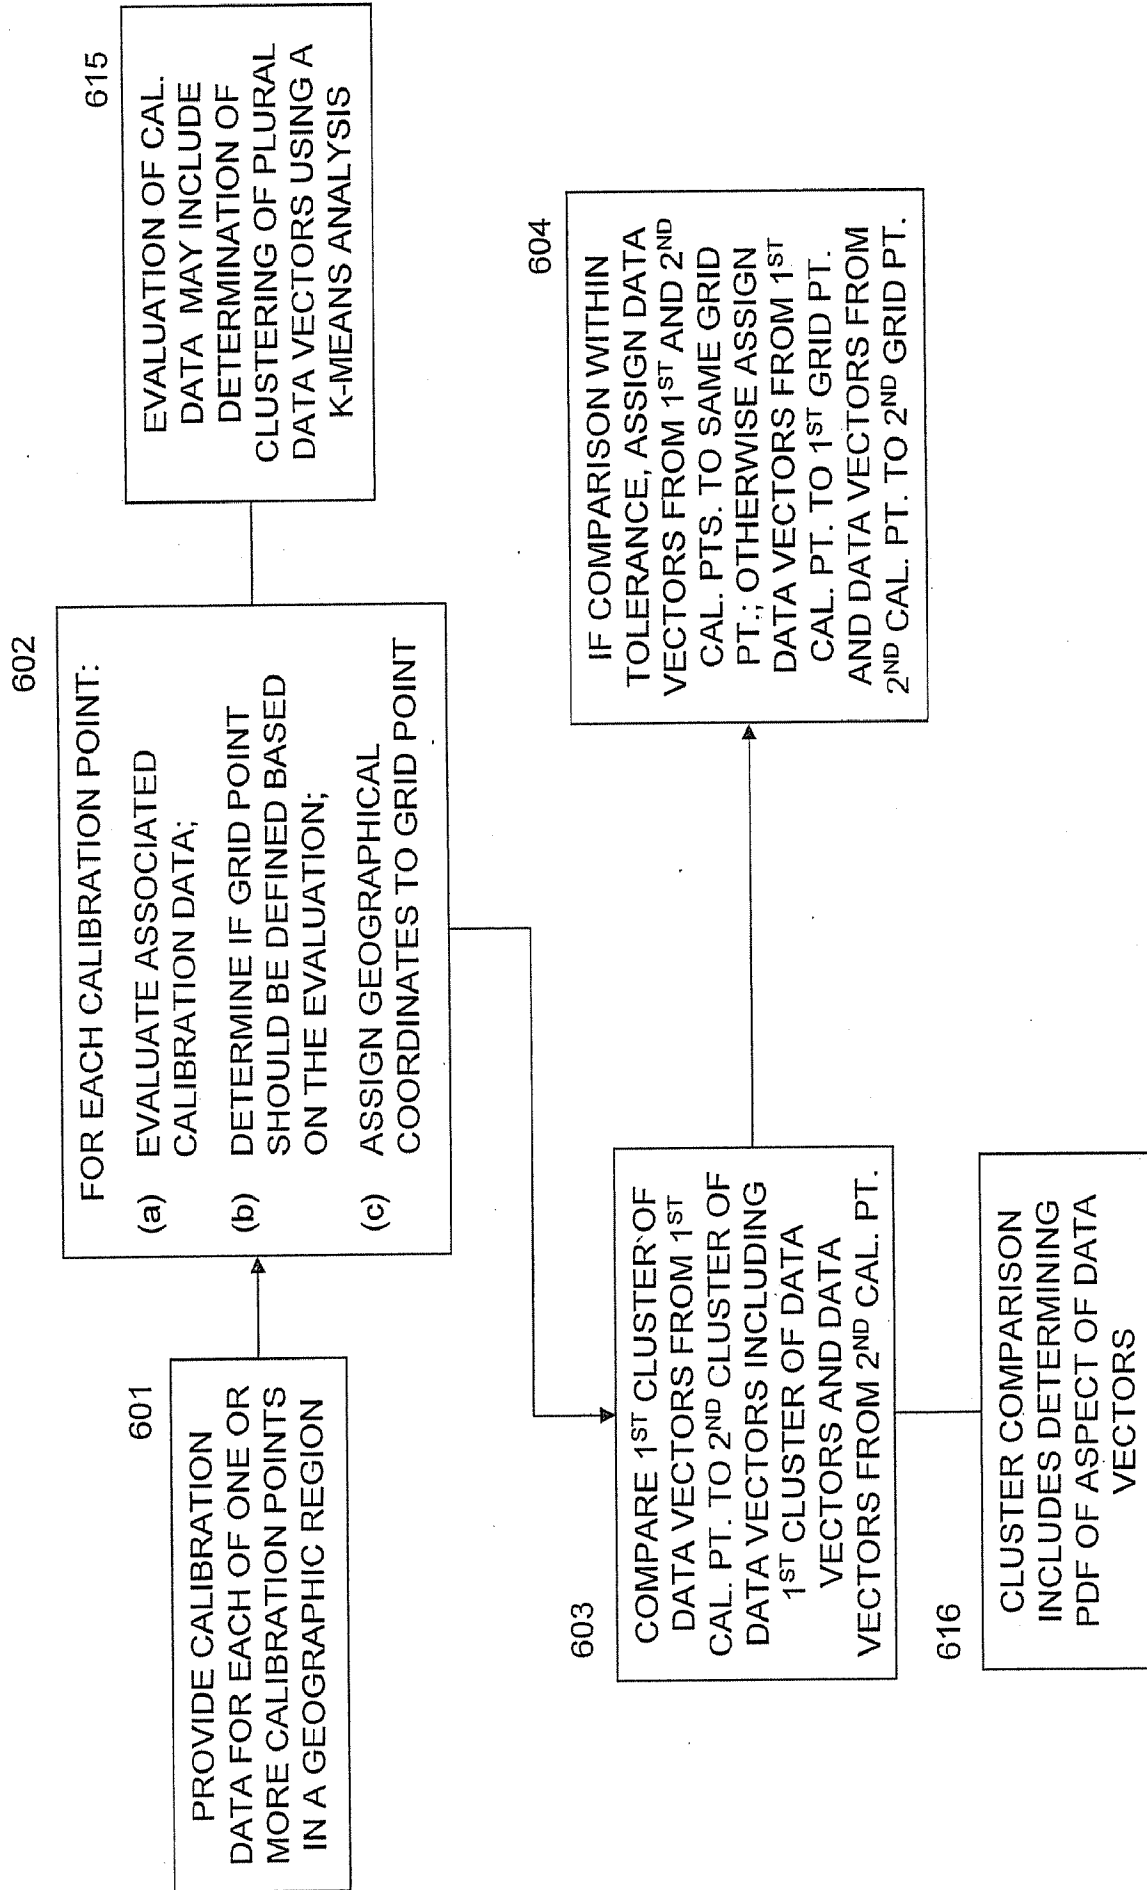 601
PROVIDE CALIBRATION
DATA FOR EACH OF ONE OR
MORE CALIBRATION POINTS
IN A GEOGRAPHIC REGION
602
FOR EACH CALIBRATION POINT:
(a) EVALUATE ASSOCIATED
CALIBRATION DATA;
(b) DETERMINE IF GRID POINT
SHOULD BE DEFINED BASED
ON THE EVALUATION;
(c) ASSIGN GEOGRAPHICAL
COORDINATES TO GRID POINT
615
EVALUATION OF CAL.
DATA MAY INCLUDE
DETERMINATION OF
CLUSTERING OF PLURAL
DATA VECTORS USING A
K-MEANS ANALYSIS
603
COMPARE 1ST CLUSTER OF
DATA VECTORS FROM 1ST
CAL. PT. TO 2ND CLUSTER OF
DATA VECTORS INCLUDING
1ST CLUSTER OF DATA
VECTORS AND DATA
VECTORS FROM 2ND CAL. PT.
604
IF COMPARISON WITHIN
TOLERANCE, ASSIGN DATA
VECTORS FROM 1ST AND 2ND
CAL. PTS. TO SAME GRID
PT.; OTHERWISE ASSIGN
DATA VECTORS FROM 1ST
CAL. PT. TO 1ST GRID PT.
AND DATA VECTORS FROM
2ND CAL. PT. TO 2ND GRID PT.
616
CLUSTER COMPARISON
INCLUDES DETERMINING
PDF OF ASPECT OF DATA
VECTORS